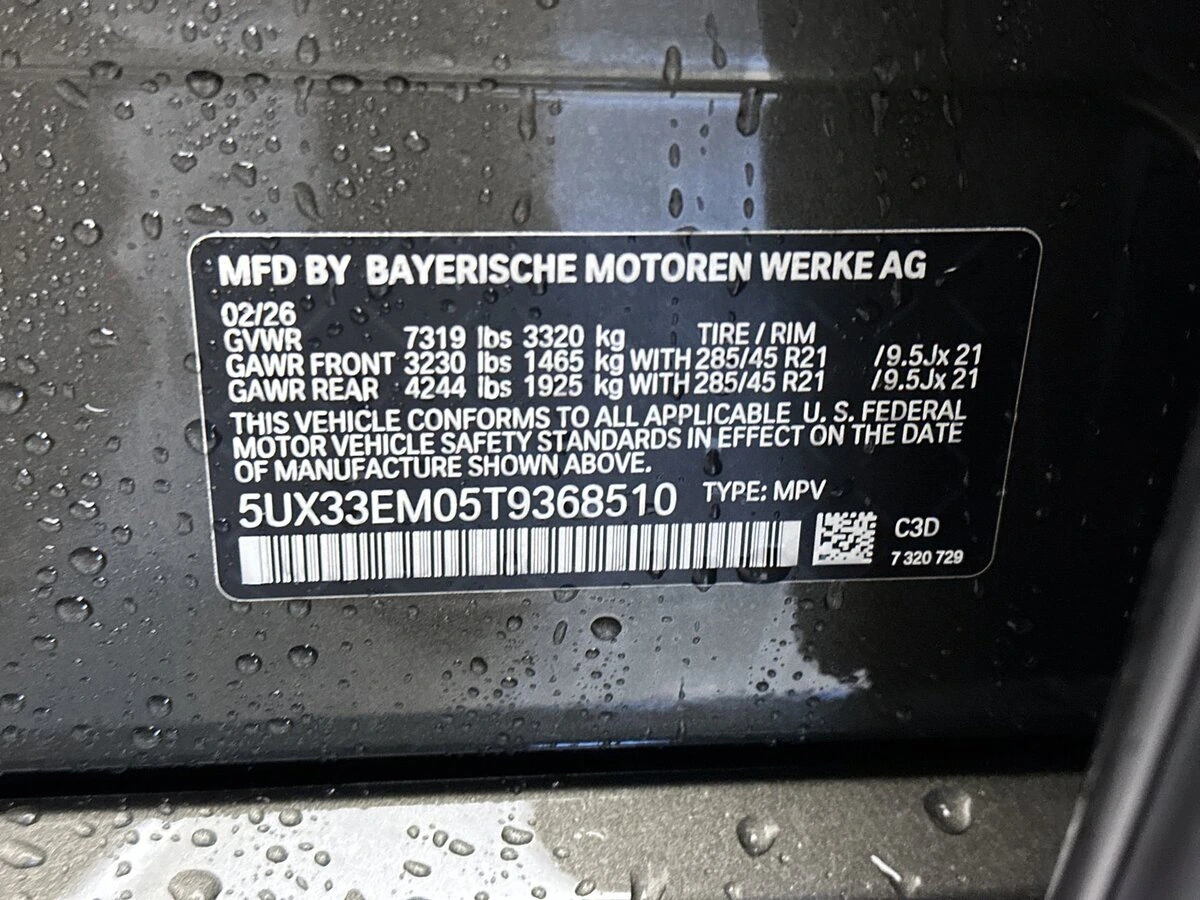 MFD BY BAYERISCHE MOTOREN WERKE AG
02/26
GVWR 7319 lbs 3320 kg TIRE / RIM
GAWR FRONT 3230 lbs 1465 kg WITH 285/45 R21 /9.5Jx 21
GAWR REAR 4244 lbs 1925 kg WITH 285/45 R21 /9.5Jx 21
THIS VEHICLE CONFORMS TO ALL APPLICABLE U. S. FEDERAL
MOTOR VEHICLE SAFETY STANDARDS IN EFFECT ON THE DATE
OF MANUFACTURE SHOWN ABOVE.
5UX33EM05T9368510 TYPE: MPV
C3D
7 320 729